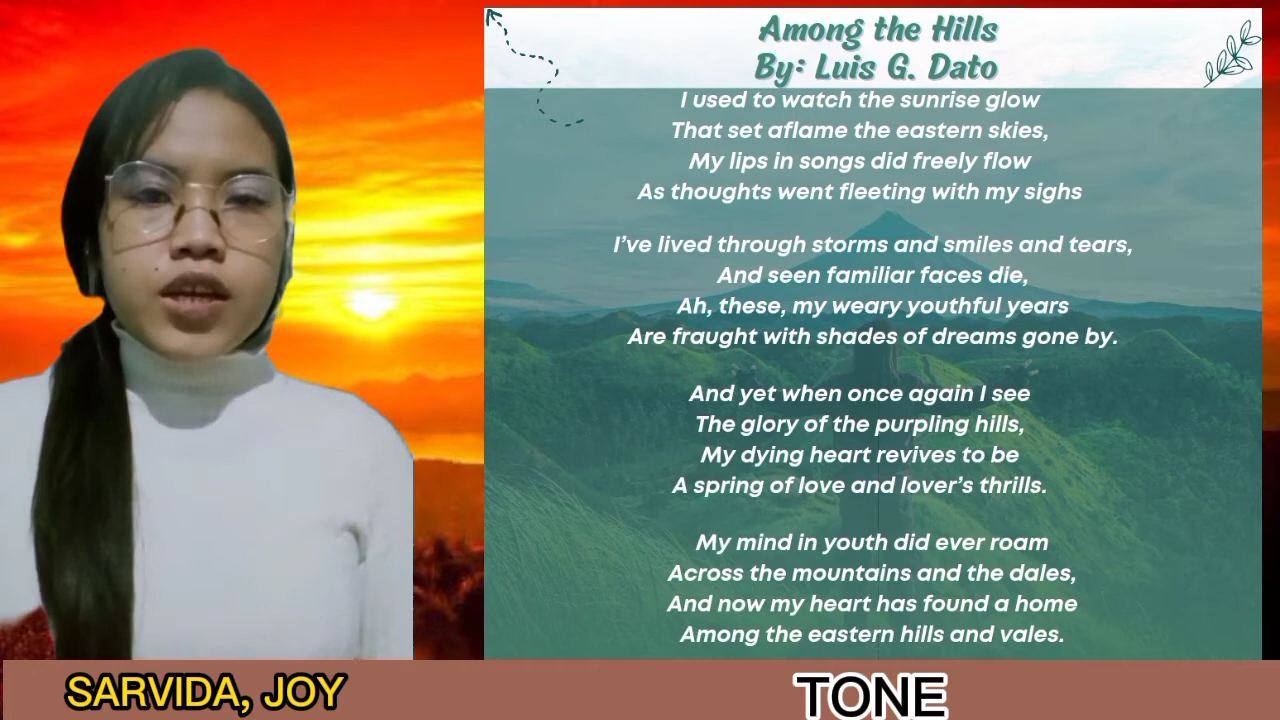 Among the Hills
By: Luis G. Dato
I used to watch the sunrise glow
That set aflame the eastern skies,
My lips in songs did freely flow
As thoughts went fleeting with my sighs
I've lived through storms and smiles and tears,
And seen familiar faces die,
Ah, these, my weary youthful years
Are fraught with shades of dreams gone by.
And yet when once again I see
The glory of the purpling hills,
My dying heart revives to be
A spring of love and lover's thrills.
My mind in youth did ever roam
Across the mountains and the dales,
And now my heart has found a home
Among the eastern hills and vales.
SARVIDA, JOY
TONE